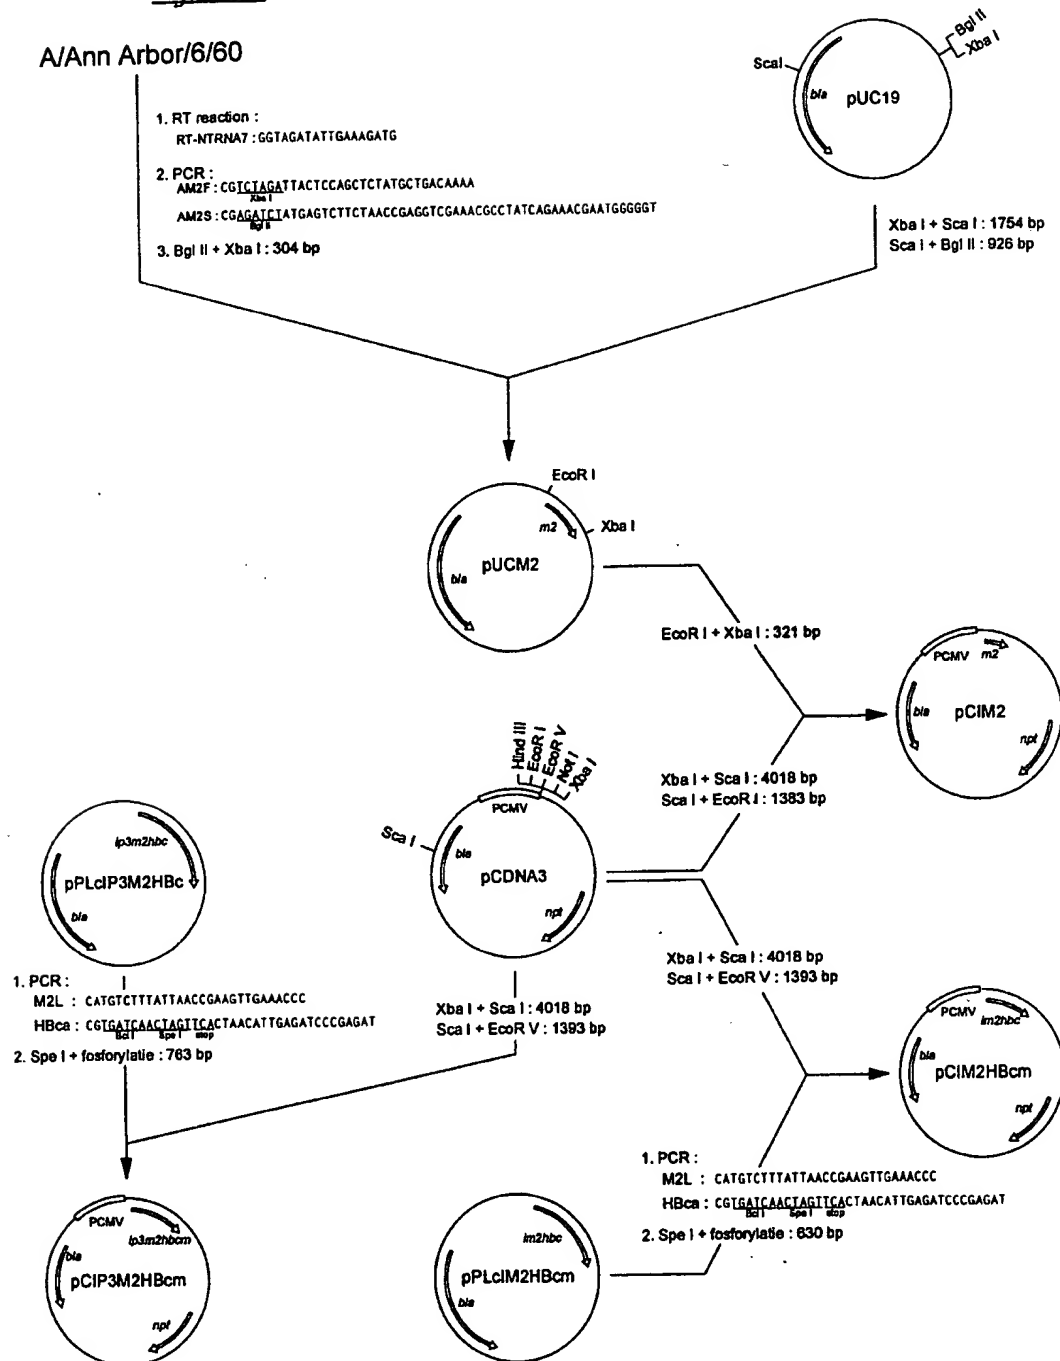 A/Ann Arbor/6/60
1. RT reaction :
RT-NTRNA7 : GGTAGATATTGAAAGATG
2. PCR :
AM2F : CGTCTAGATTACTCCAGCTCTATGCTGACAAAA
Xba I
AM2S : CGAGATCTATGAGTCTTCTAACCGAGGTCGAAACGCCTATCAGAAACGAATGGGGGT
Bgl II
3. Bgl II + Xba I : 304 bp
Bgl II
Xba I
ScaI
bla
pUC19
Xba I + Sca I : 1754 bp
Sca I + Bgl II : 926 bp
EcoR I
m2
Xba I
bla
pUCM2
EcoR I + Xba I : 321 bp
PCMV
m2
bla
pCIM2
npt
Hind III
EcoR I
EcoR V
Not I
Xba I
PCMV
Sca I
bla
pCDNA3
npt
Xba I + Sca I : 4018 bp
Sca I + EcoR I : 1383 bp
Ip3m2hbc
pPLcIP3M2HBc
bla
1. PCR :
M2L : CATGTCTTTATTAACCGAAGTTGAAACCC
HBca : CGTGATCAACTAGTTCACTAACATTGAGATCCCGAGAT
Bcl I Spe I stop
2. Spe I + fosforylatie : 763 bp
Xba I + Sca I : 4018 bp
Sca I + EcoR V : 1393 bp
Xba I + Sca I : 4018 bp
Sca I + EcoR V : 1393 bp
PCMV
Im2hbc
bla
pCIM2HBcm
npt
1. PCR :
M2L : CATGTCTTTATTAACCGAAGTTGAAACCC
HBca : CGTGATCAACTAGTTCACTAACATTGAGATCCCGAGAT
Bcl I Spe I stop
2. Spe I + fosforylatie : 630 bp
PCMV
Ip3m2hbcm
bla
pCIP3M2HBcm
npt
Im2hbc
pPLcIM2HBcm
bla